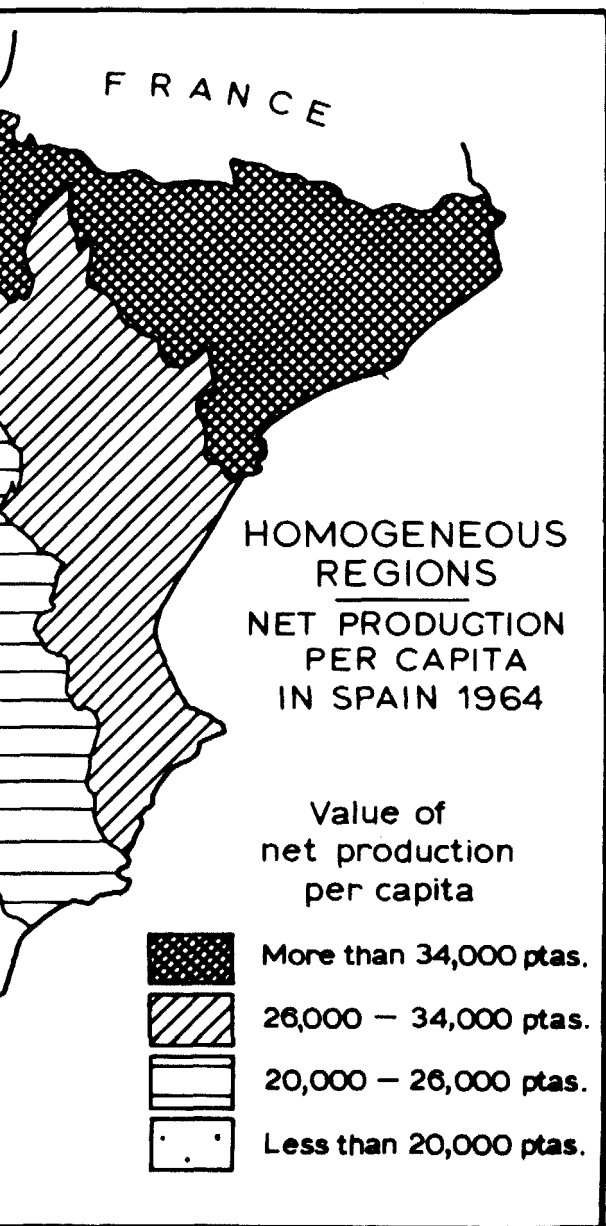 FRANCE
HOMOGENEOUS
REGIONS
NET PRODUGTION
PER CAPITA
IN SPAIN 1964
Value of
net production
per capita
More than 34,000 ptas.
26,000 – 34,000 ptas.
20,000 – 26,000 ptas.
Less than 20,000 ptas.